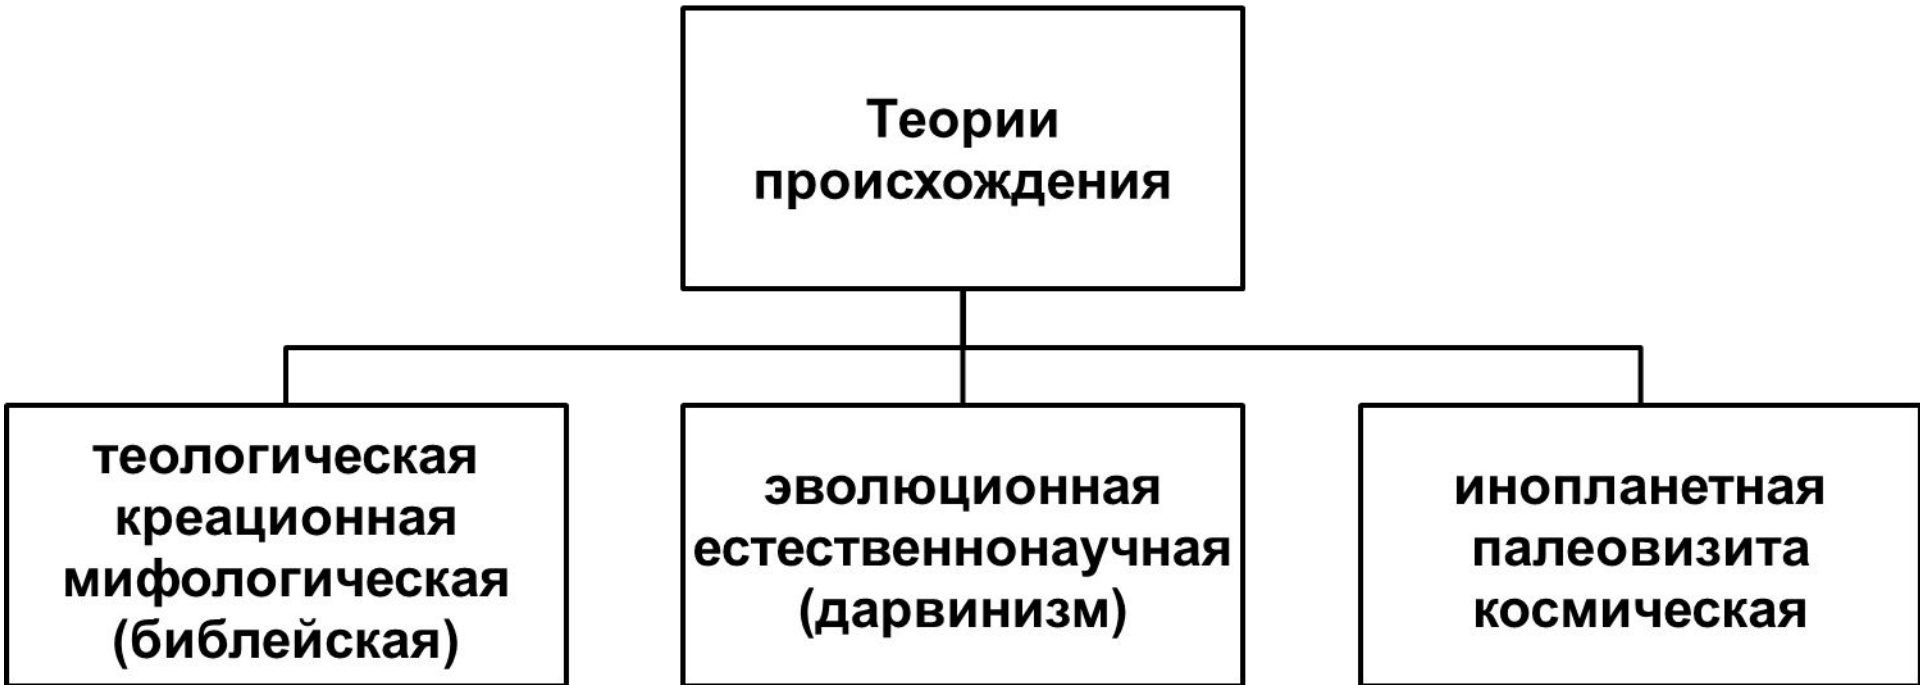 Теории
происхождения
теологическая
креационная
мифологическая
(библейская)
эволюционная
естественнонаучная
(дарвинизм)
инопланетная
палеовизита
космическая